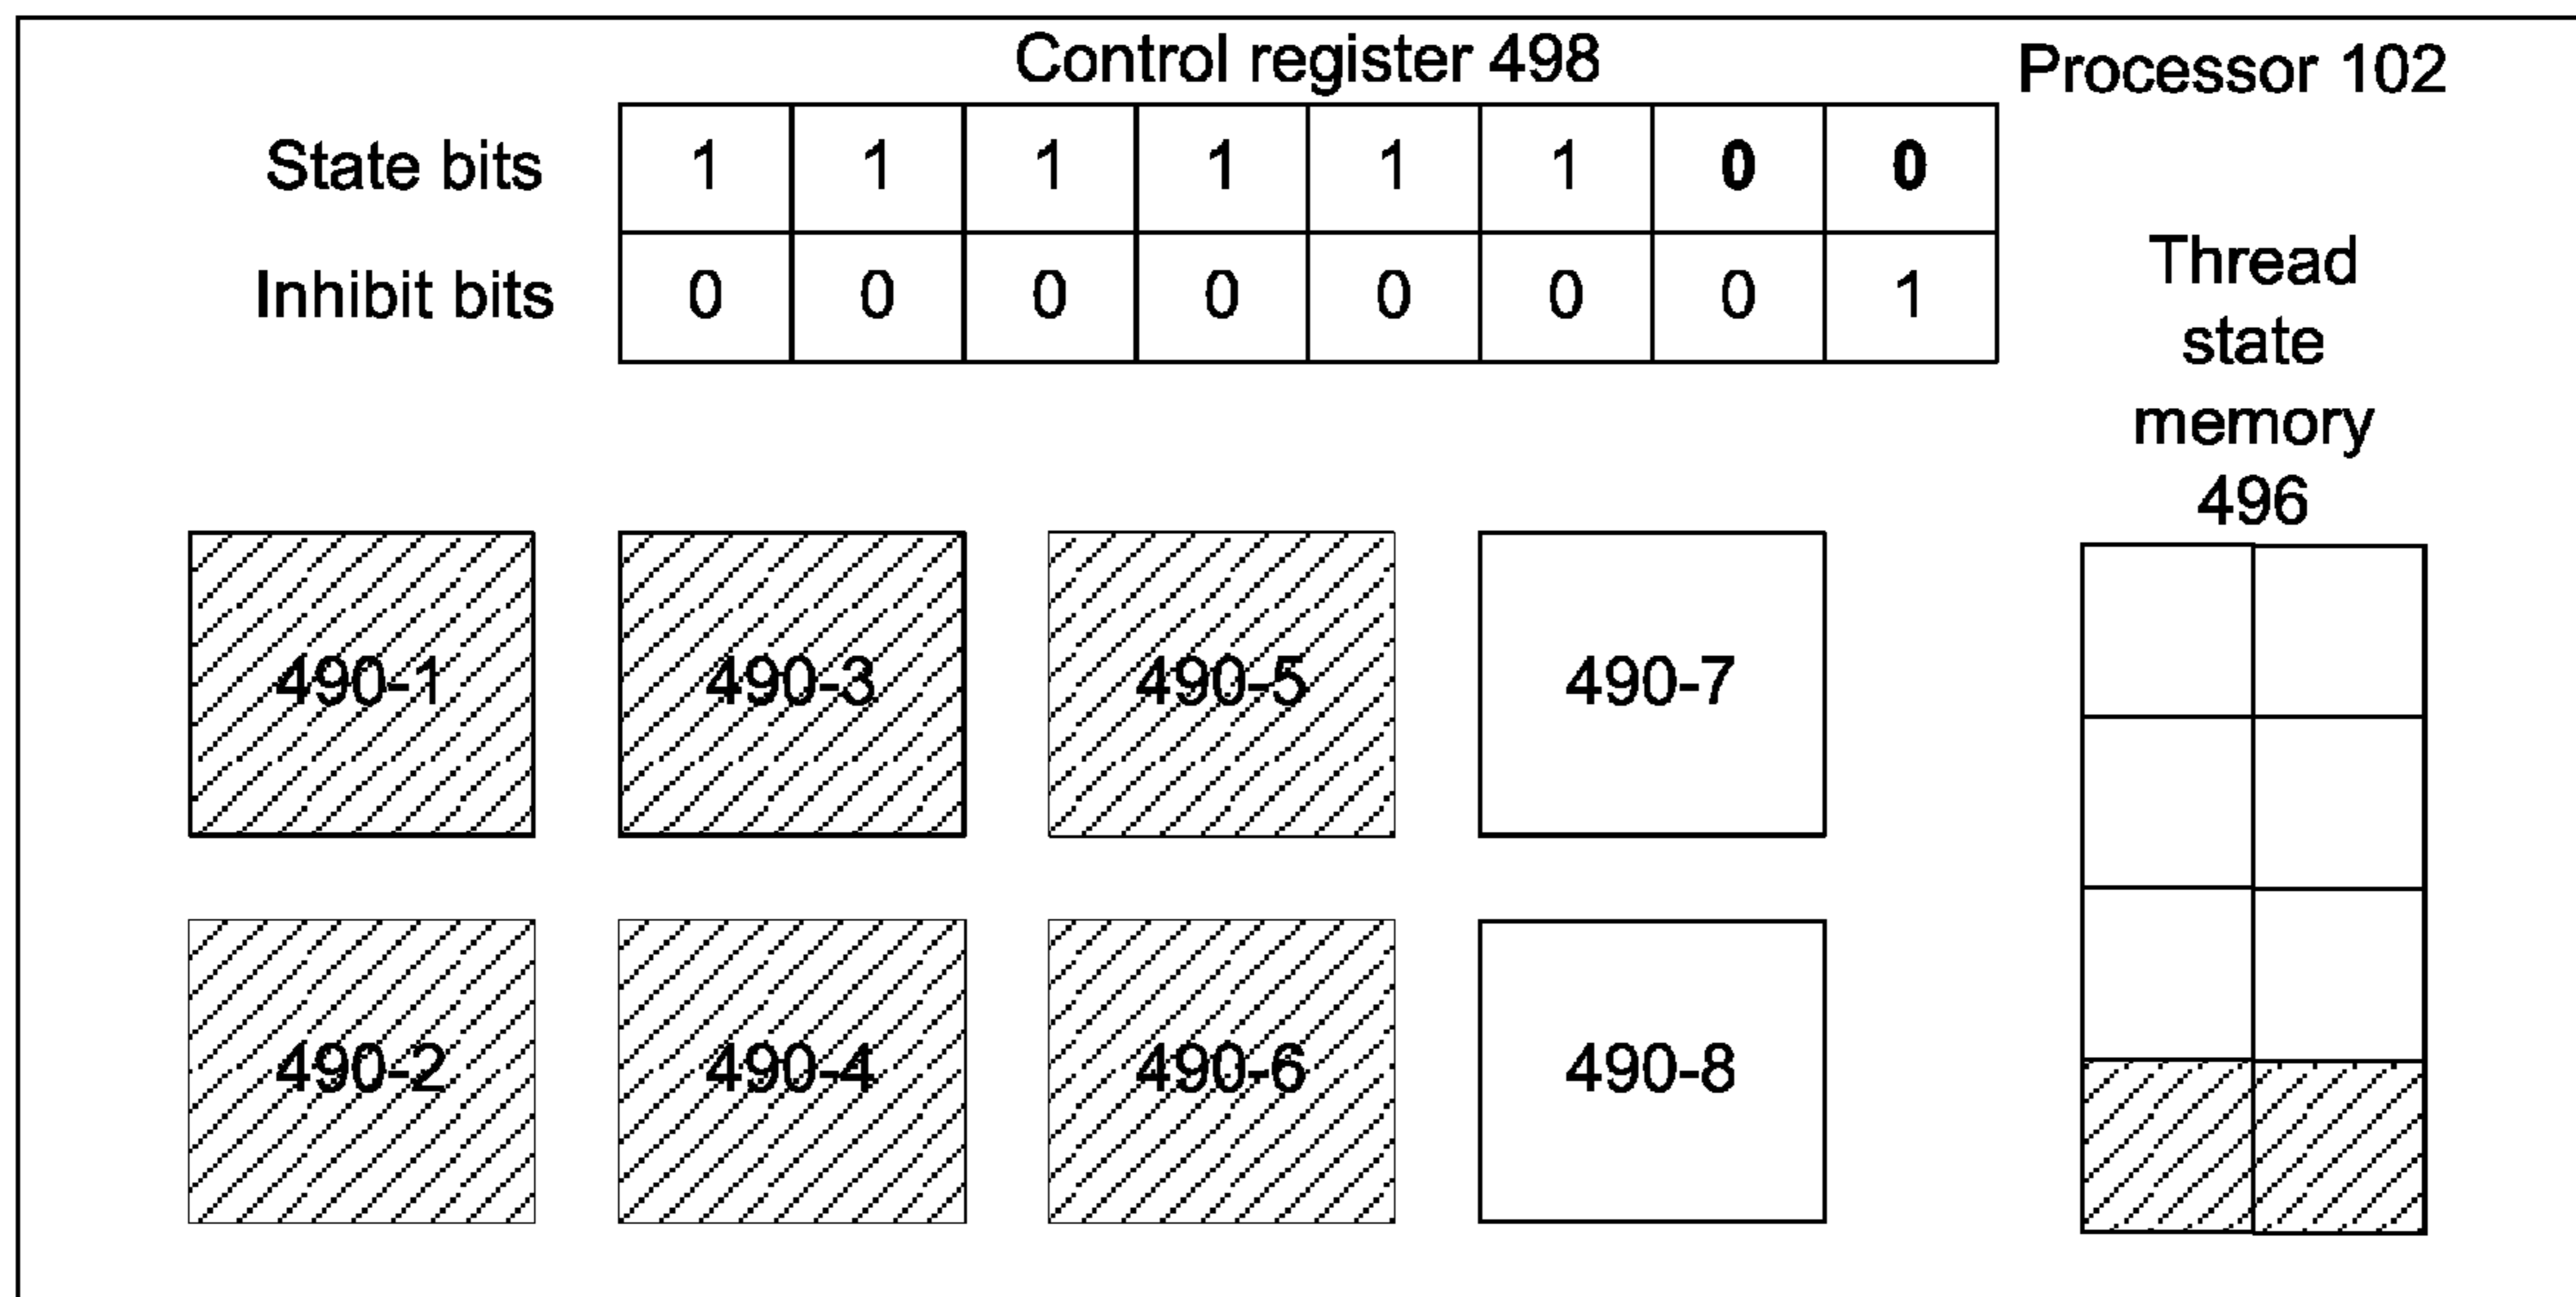 Control register 498
Processor 102
State bits 1 1 1 1 1 1 0 0
Inhibit bits 0 0 0 0 0 0 0 1
Thread
state
memory
496
490-1 490-3 490-5 490-7
490-2 490-4 490-6 490-8